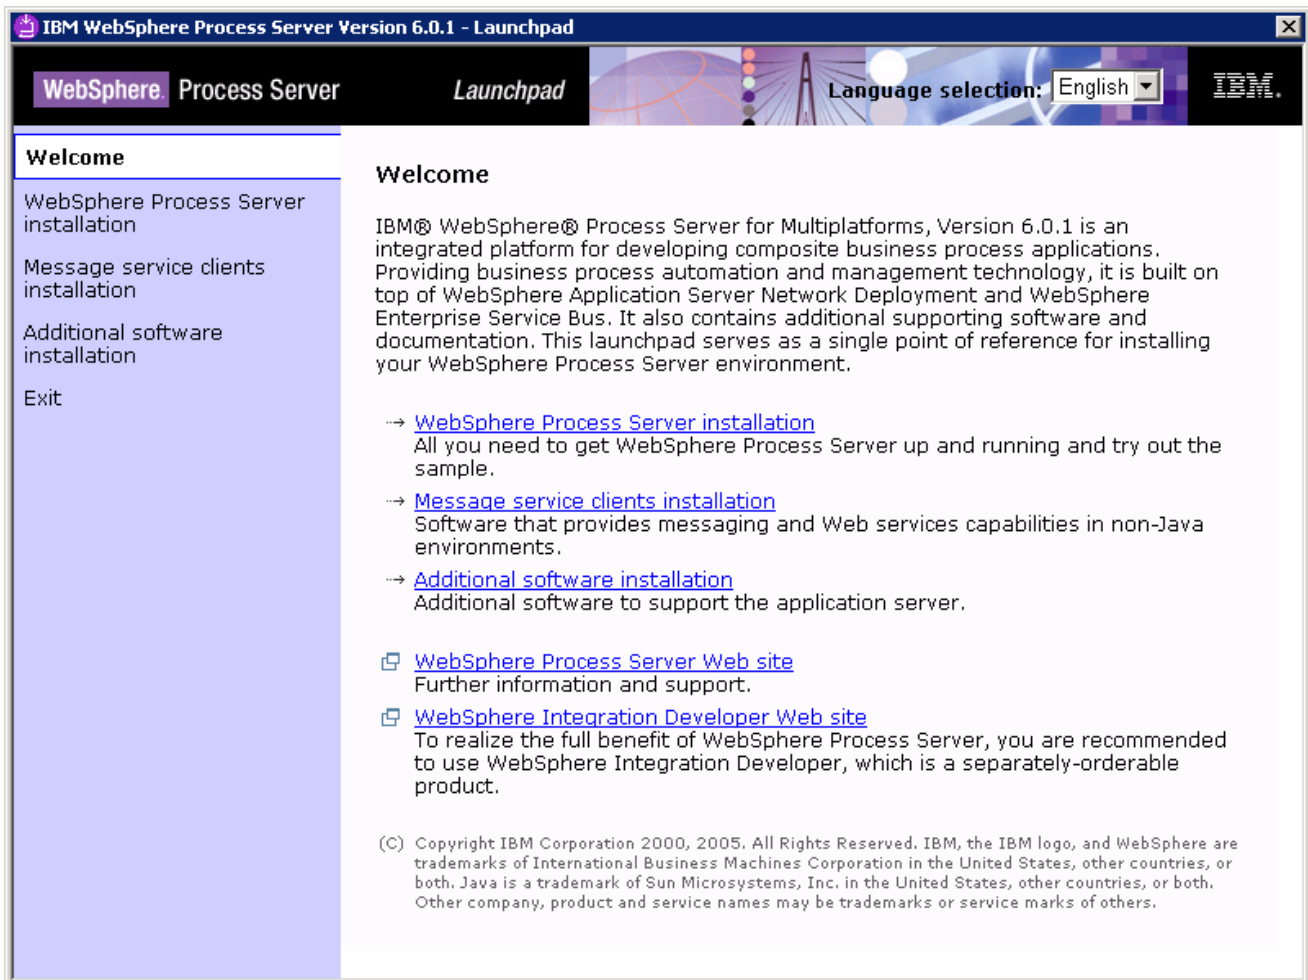 IBM WebSphere Process Server Version 6.0.1 - Launchpad
WebSphere. Process Server
Launchpad
Language selection: English
IBM.
Welcome
WebSphere Process Server
installation
Message service clients
installation
Additional software
installation
Exit
Welcome
IBM® WebSphere® Process Server for Multiplatforms, Version 6.0.1 is an
integrated platform for developing composite business process applications.
Providing business process automation and management technology, it is built on
top of WebSphere Application Server Network Deployment and WebSphere
Enterprise Service Bus. It also contains additional supporting software and
documentation. This launchpad serves as a single point of reference for installing
your WebSphere Process Server environment.
WebSphere Process Server installation
All you need to get WebSphere Process Server up and running and try out the
sample.
Message service clients installation
Software that provides messaging and Web services capabilities in non-Java
environments.
Additional software installation
Additional software to support the application server.
WebSphere Process Server Web site
Further information and support.
WebSphere Integration Developer Web site
To realize the full benefit of WebSphere Process Server, you are recommended
to use WebSphere Integration Developer, which is a separately-orderable
product.
(C) Copyright IBM Corporation 2000, 2005. All Rights Reserved. IBM, the IBM logo, and WebSphere are
trademarks of International Business Machines Corporation in the United States, other countries, or
both. Java is a trademark of Sun Microsystems, Inc. in the United States, other countries, or both.
Other company, product and service names may be trademarks or service marks of others.